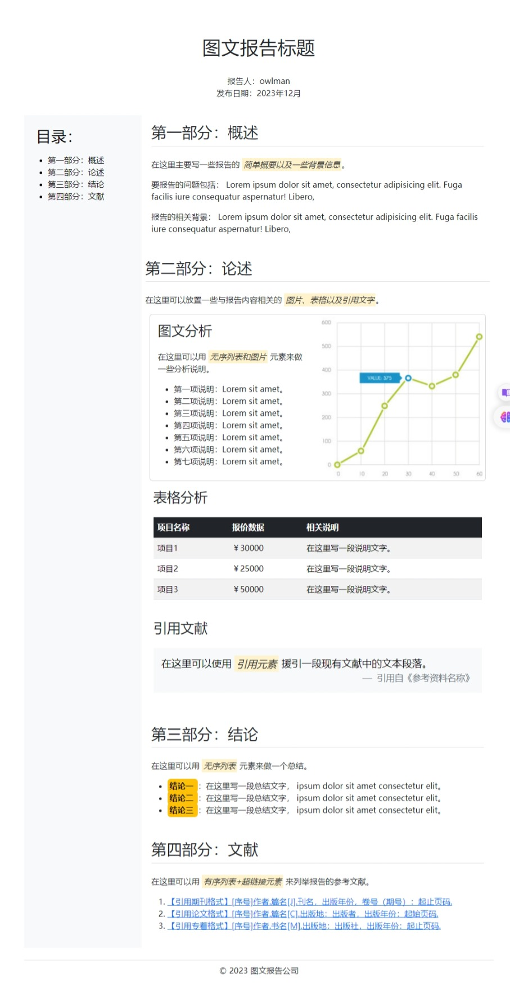 图文报告标题
报告人：owlman
发布日期：2023年12月
目录：
第一部分：概述
第二部分：论述
第三部分：结论
第四部分：文献
第一部分：概述
在这里主要写一些报告的 简单概要以及一些背景信息。
要报告的问题包括： Lorem ipsum dolor sit amet, consectetur adipisicing elit. Fuga
facilis iure consequatur aspernatur! Libero,
报告的相关背景： Lorem ipsum dolor sit amet, consectetur adipisicing elit. Fuga facilis
iure consequatur aspernatur! Libero,
第二部分：论述
在这里可以放置一些与报告内容相关的 图片、表格以及引用文字。
图文分析
在这里可以用 无序列表和图片 元素来做
一些分析说明。
第一项说明：Lorem sit amet。
第二项说明：Lorem sit amet。
第三项说明：Lorem sit amet。
第四项说明：Lorem sit amet。
第五项说明：Lorem sit amet。
第六项说明：Lorem sit amet。
第七项说明：Lorem sit amet。
600
500
400
300
200
100
0
VALUE: 375
0 10 20 30 40 50 60
表格分析
项目名称 报价数据 相关说明
项目1 ￥30000 在这里写一段说明文字。
项目2 ￥25000 在这里写一段说明文字。
项目3 ￥50000 在这里写一段说明文字。
引用文献
在这里可以使用 引用元素 援引一段现有文献中的文本段落。
— 引用自《参考资料名称》
第三部分：结论
在这里可以用 无序列表 元素来做一个总结。
结论一 ：在这里写一段总结文字， ipsum dolor sit amet consectetur elit。
结论二 ：在这里写一段总结文字， ipsum dolor sit amet consectetur elit。
结论三 ：在这里写一段总结文字， ipsum dolor sit amet consectetur elit。
第四部分：文献
在这里可以用 有序列表+超链接元素 来列举报告的参考文献。
1. 【引用期刊格式】[序号]作者.篇名[J].刊名，出版年份，卷号（期号）：起止页码.
2. 【引用论文格式】[序号]作者.篇名[C].出版地：出版者，出版年份：起始页码.
3. 【引用专着格式】[序号]作者.书名[M].出版地：出版社，出版年份：起止页码.
© 2023 图文报告公司